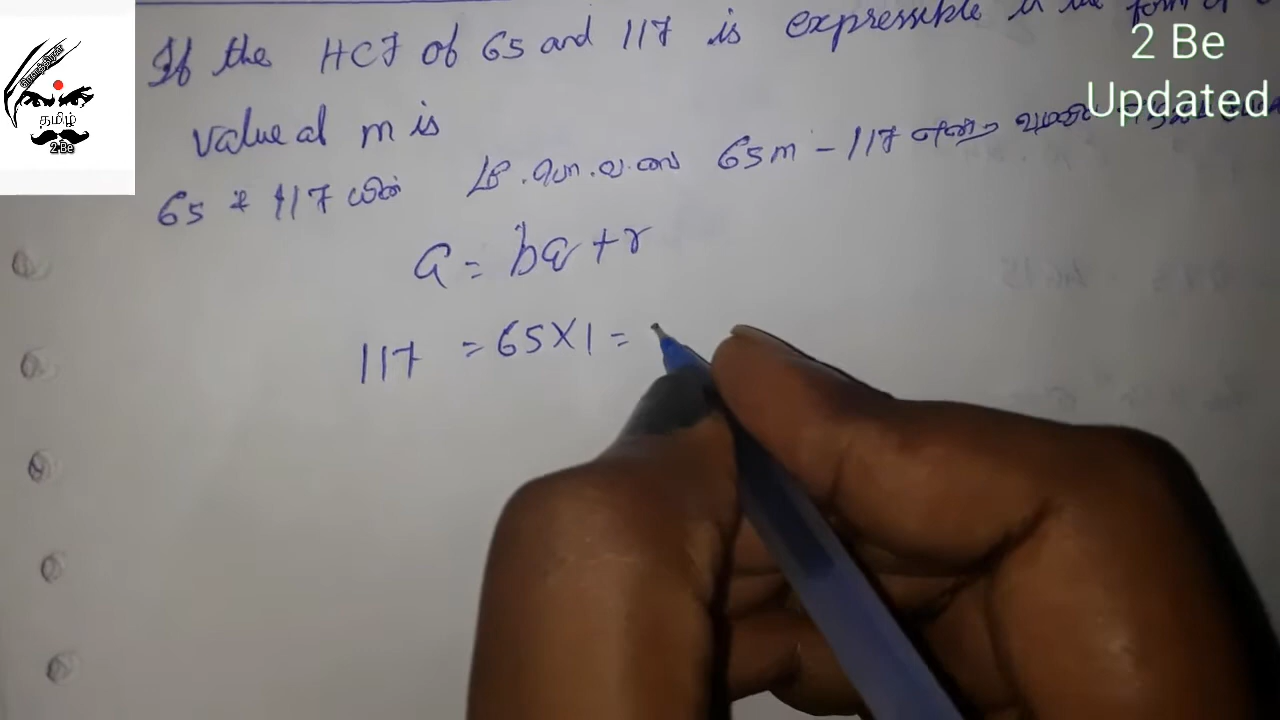 If the HCF of 65 and 117 is expressible in the form of
2 Be
Updated
value of m is
65 * 117 யின் மீ.பொ.வ.வை 65m - 117 என்ற
a = bq + r
117 = 65 X 1 =
தமிழ்
2 Be